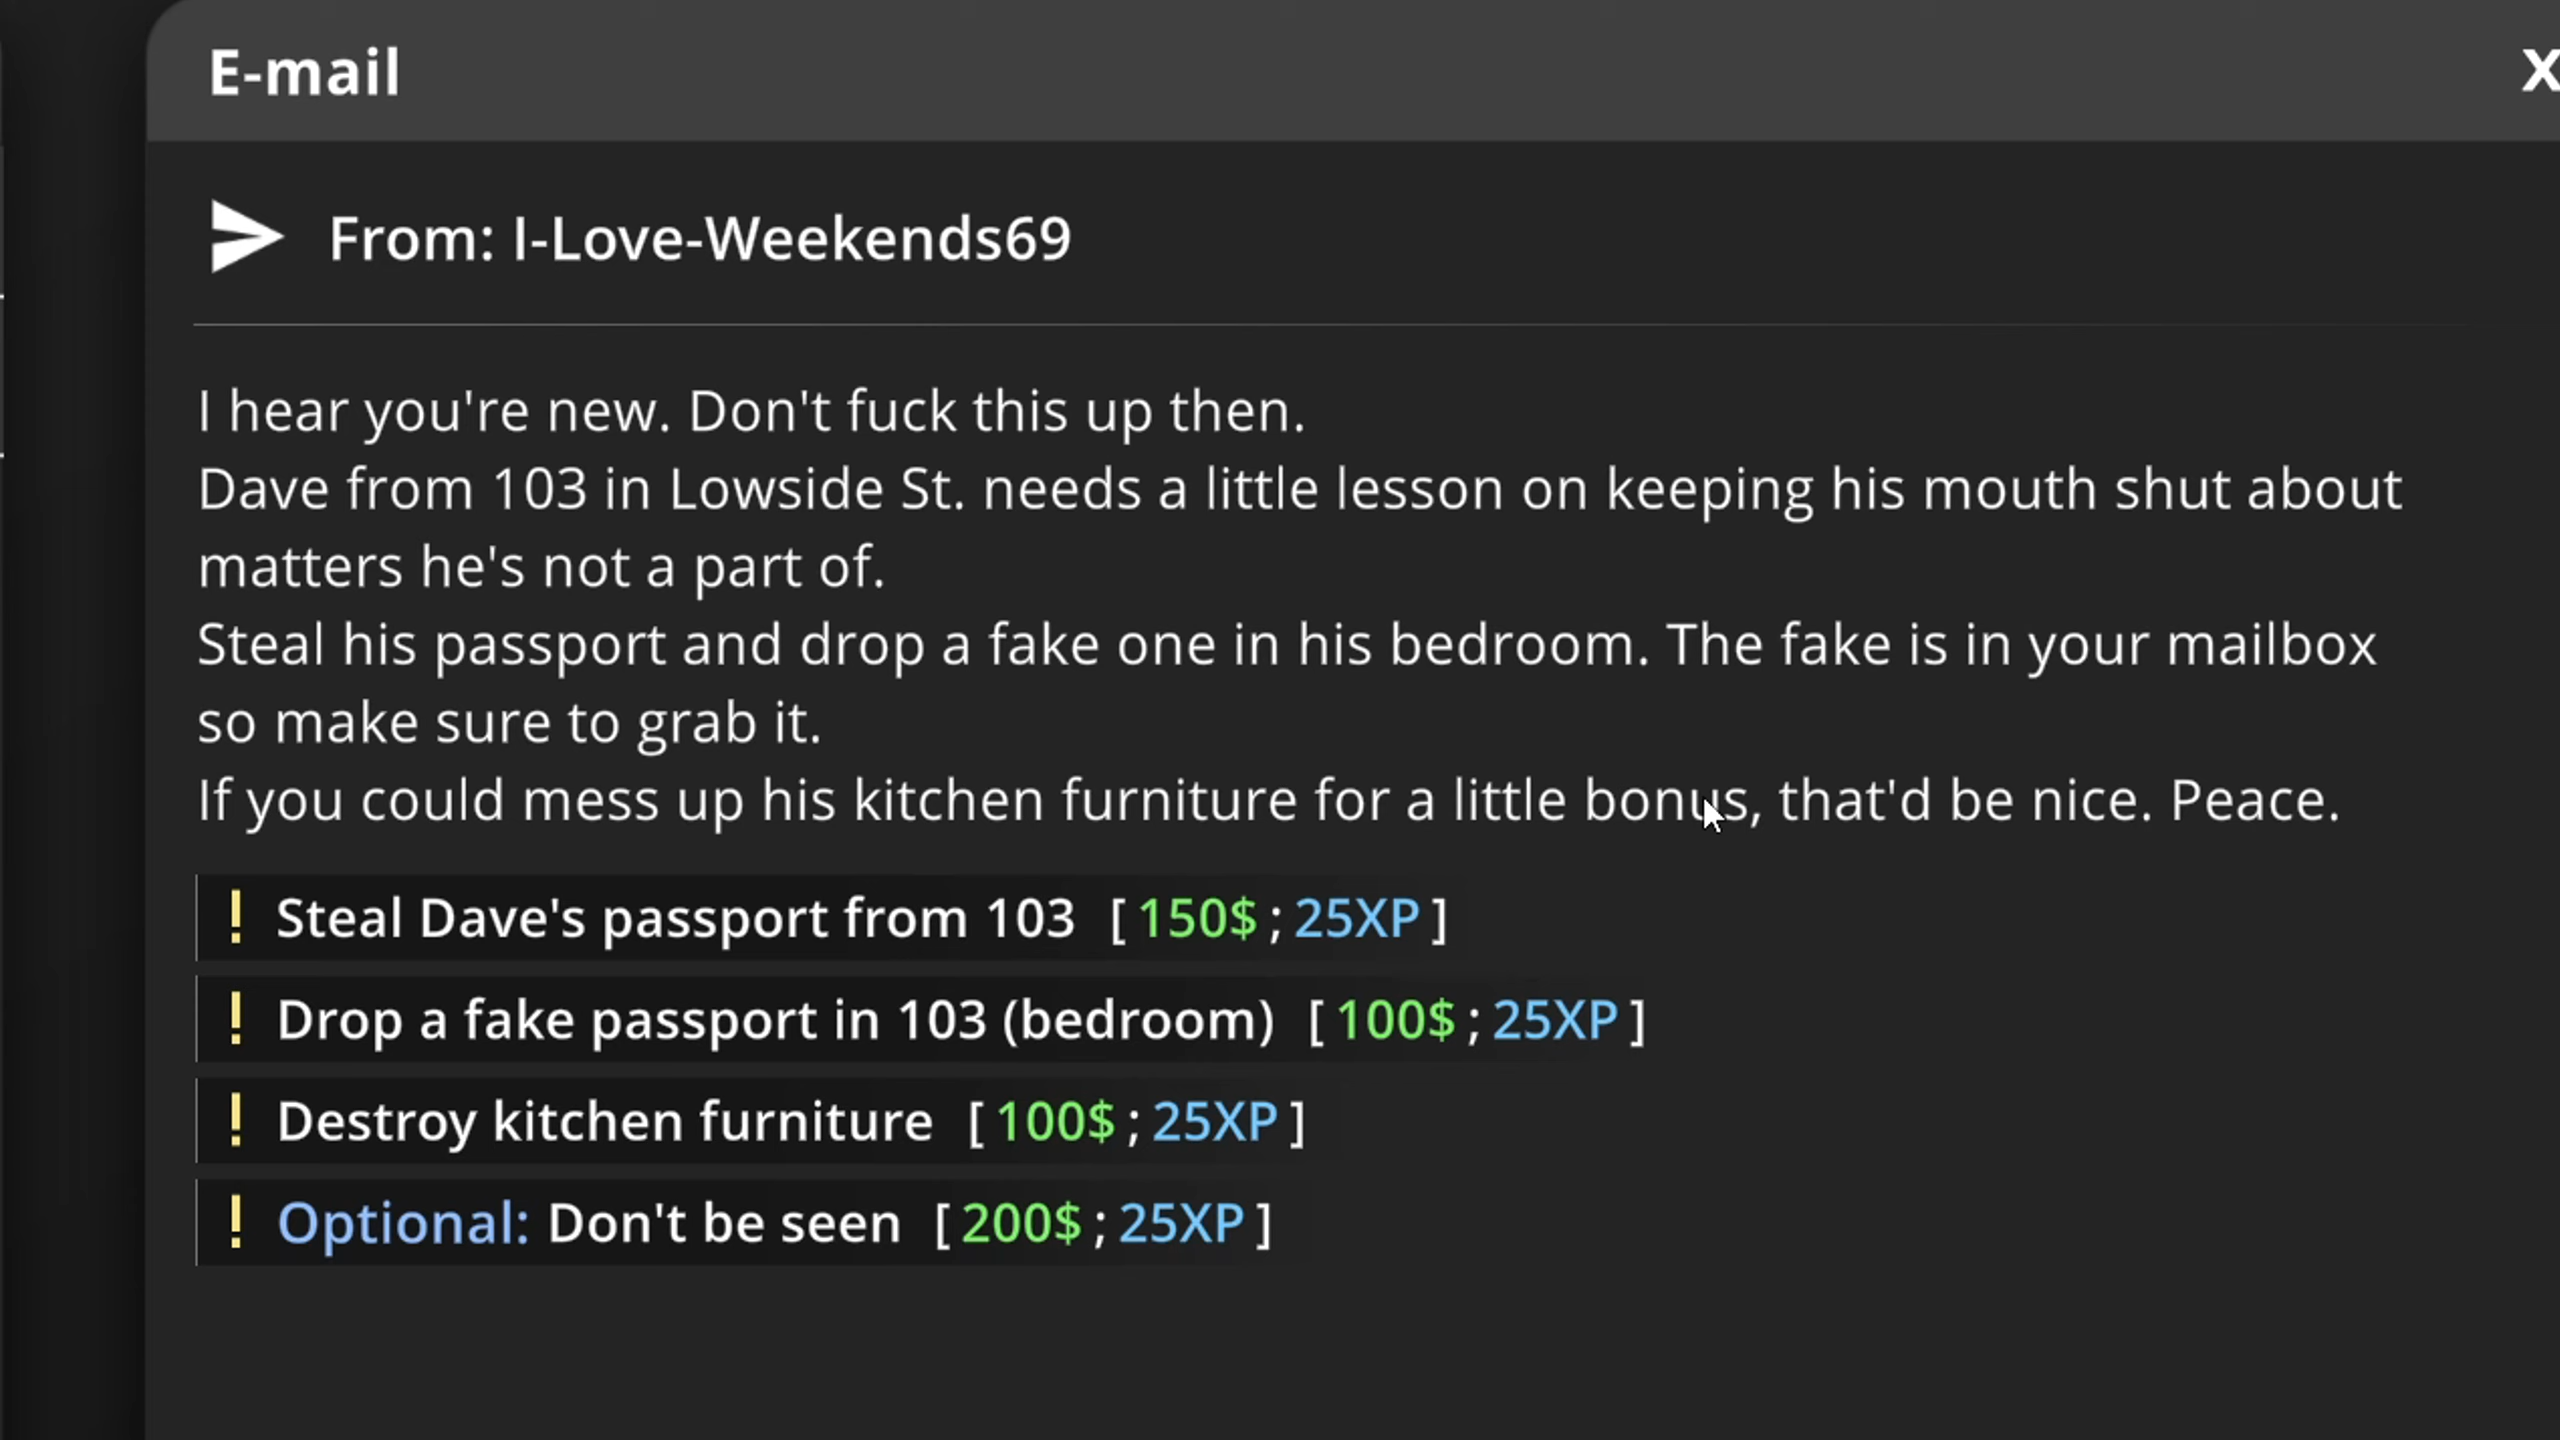 E-mail
X
From: I-Love-Weekends69
I hear you're new. Don't fuck this up then.
Dave from 103 in Lowside St. needs a little lesson on keeping his mouth shut about
matters he's not a part of.
Steal his passport and drop a fake one in his bedroom. The fake is in your mailbox
so make sure to grab it.
If you could mess up his kitchen furniture for a little bonus, that'd be nice. Peace.
! Steal Dave's passport from 103 [150$;25XP]
! Drop a fake passport in 103 (bedroom) [100$;25XP]
! Destroy kitchen furniture [100$;25XP]
! Optional: Don't be seen [200$;25XP]